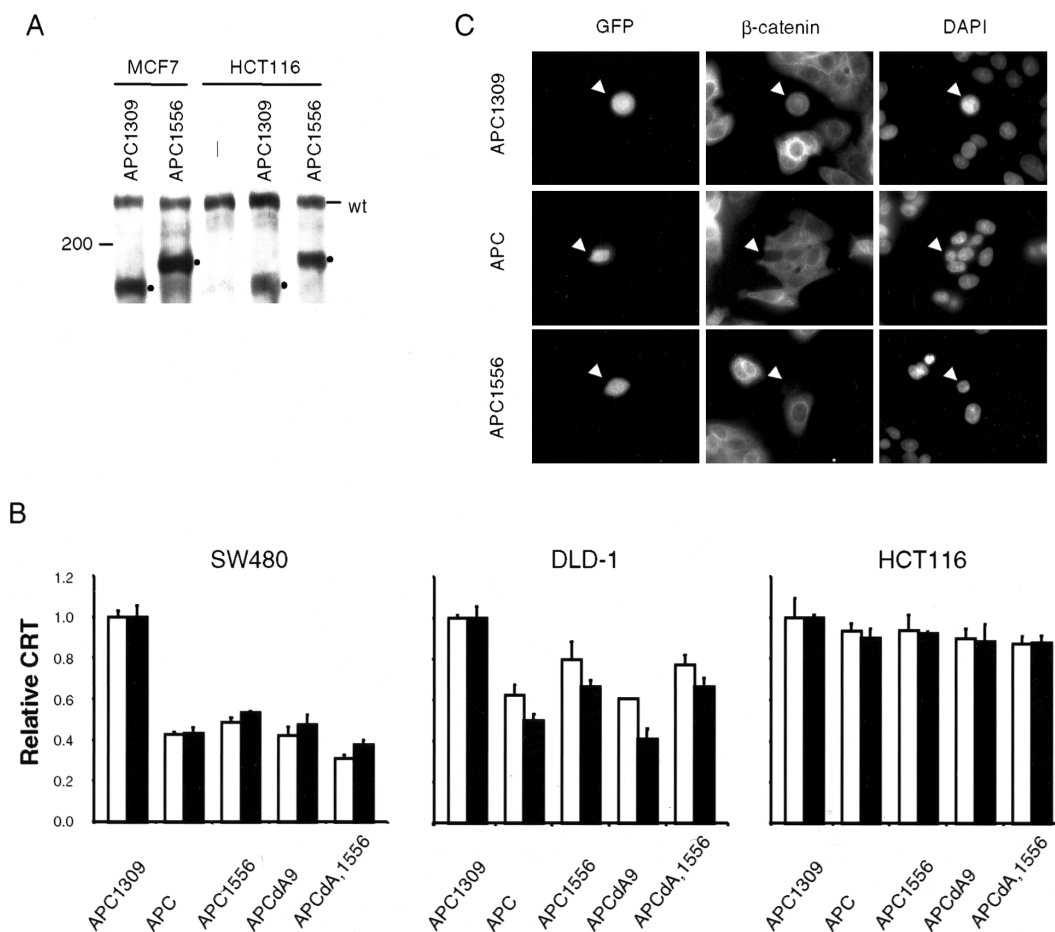 A
MCF7 HCT116
APC1309 APC1556 – APC1309 APC1556
wt
200
C
GFP β-catenin DAPI
APC1309
APC
APC1556
B
SW480 DLD-1 HCT116
Relative CRT
1.2
1.0
0.8
0.6
0.4
0.2
0.0
APC1309 APC APC1556 APCdA9 APCdA,1556
APC1309 APC APC1556 APCdA9 APCdA,1556
APC1309 APC APC1556 APCdA9 APCdA,1556